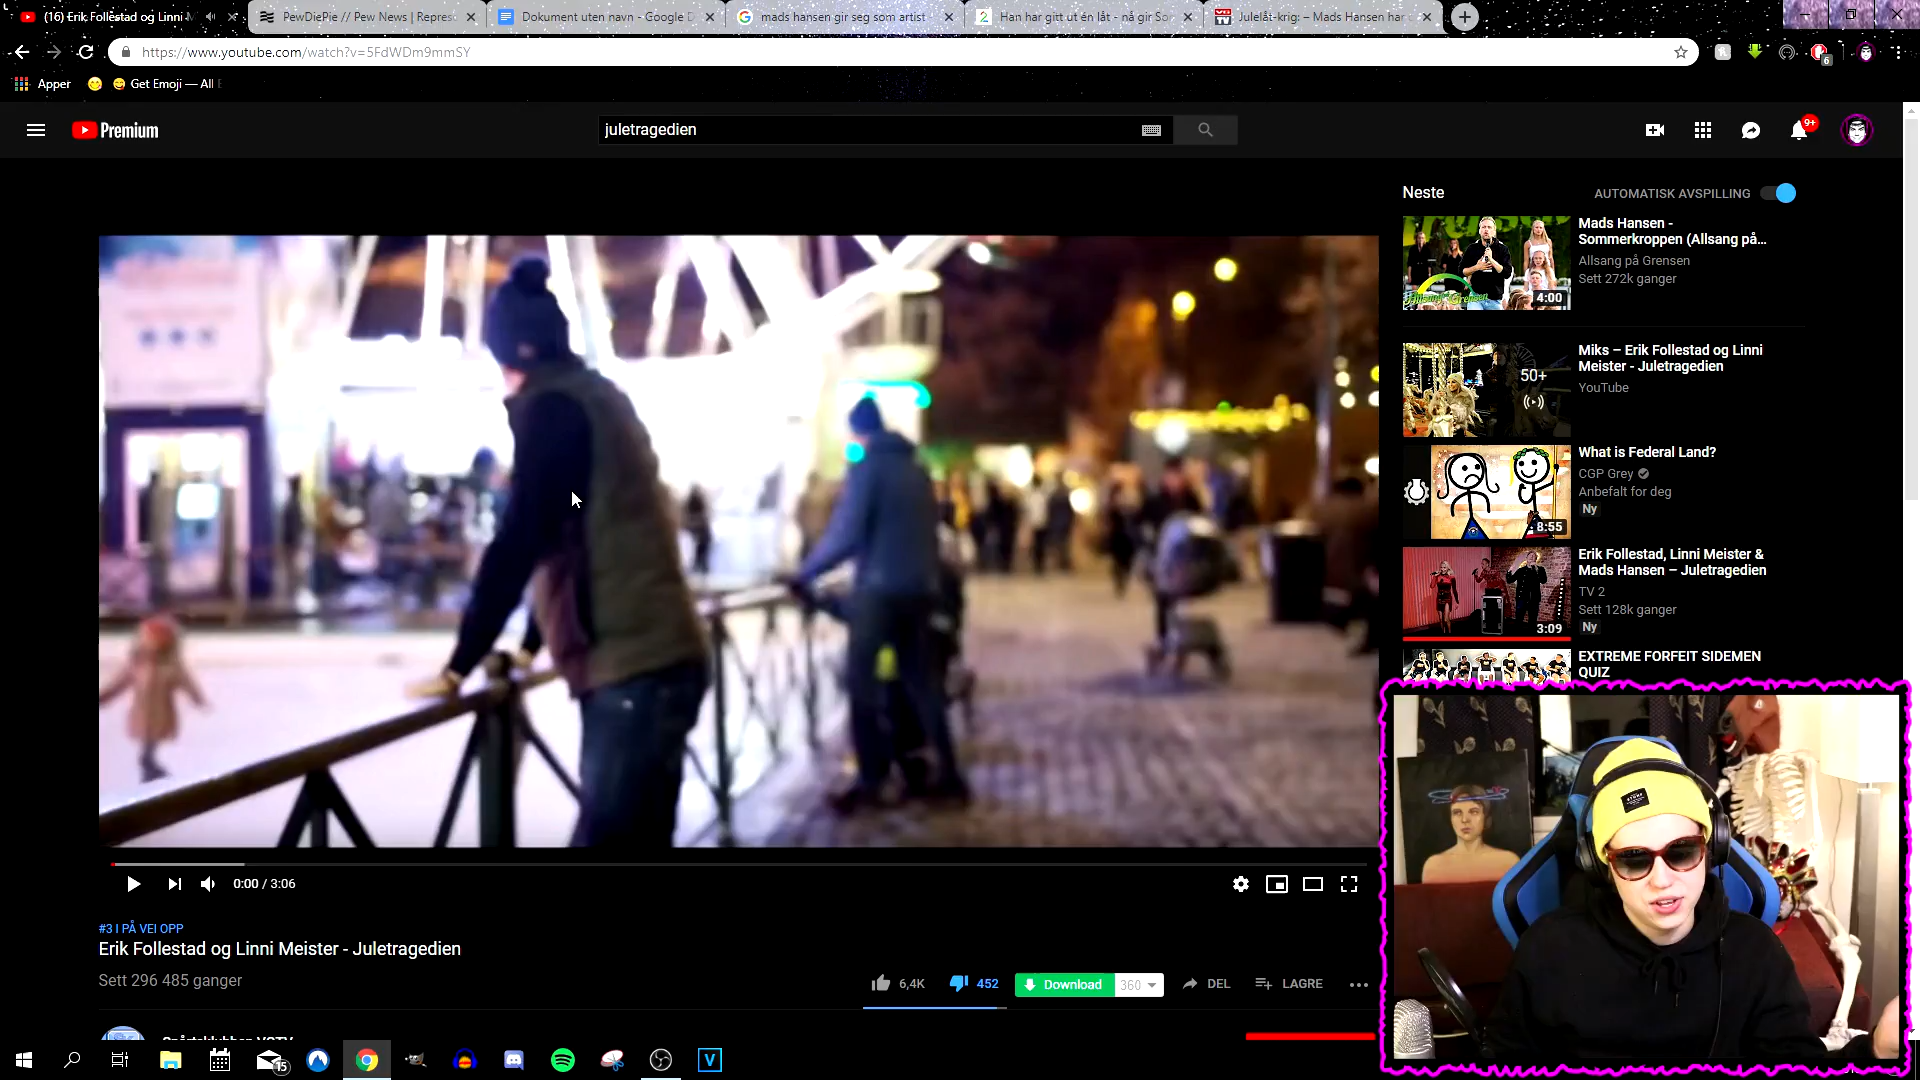 (16) Erik Follestad og Linni
PewDiePie // Pew News | Repres
Dokument uten navn - Google D
mads hansen gir seg som artist
Han har gitt ut én låt - nå gir So
Julelåt-krig: – Mads Hansen har
https://www.youtube.com/watch?v=5FdWDm9mmSY
6
Apper
Get Emoji — All E
Premium
juletragedien
9+
Neste
AUTOMATISK AVSPILLING
Mads Hansen -
Sommerkroppen (Allsang på...
Allsang på Grensen
Sett 272k ganger
4:00
Miks – Erik Follestad og Linni
Meister - Juletragedien
YouTube
50+
What is Federal Land?
CGP Grey
Anbefalt for deg
Ny
8:55
Erik Follestad, Linni Meister &
Mads Hansen – Juletragedien
TV 2
Sett 128k ganger
Ny
3:09
EXTREME FORFEIT SIDEMEN
QUIZ
0:00 / 3:06
#3 I PÅ VEI OPP
Erik Follestad og Linni Meister - Juletragedien
Sett 296 485 ganger
6,4K
452
Download
360
DEL
LAGRE
15
V